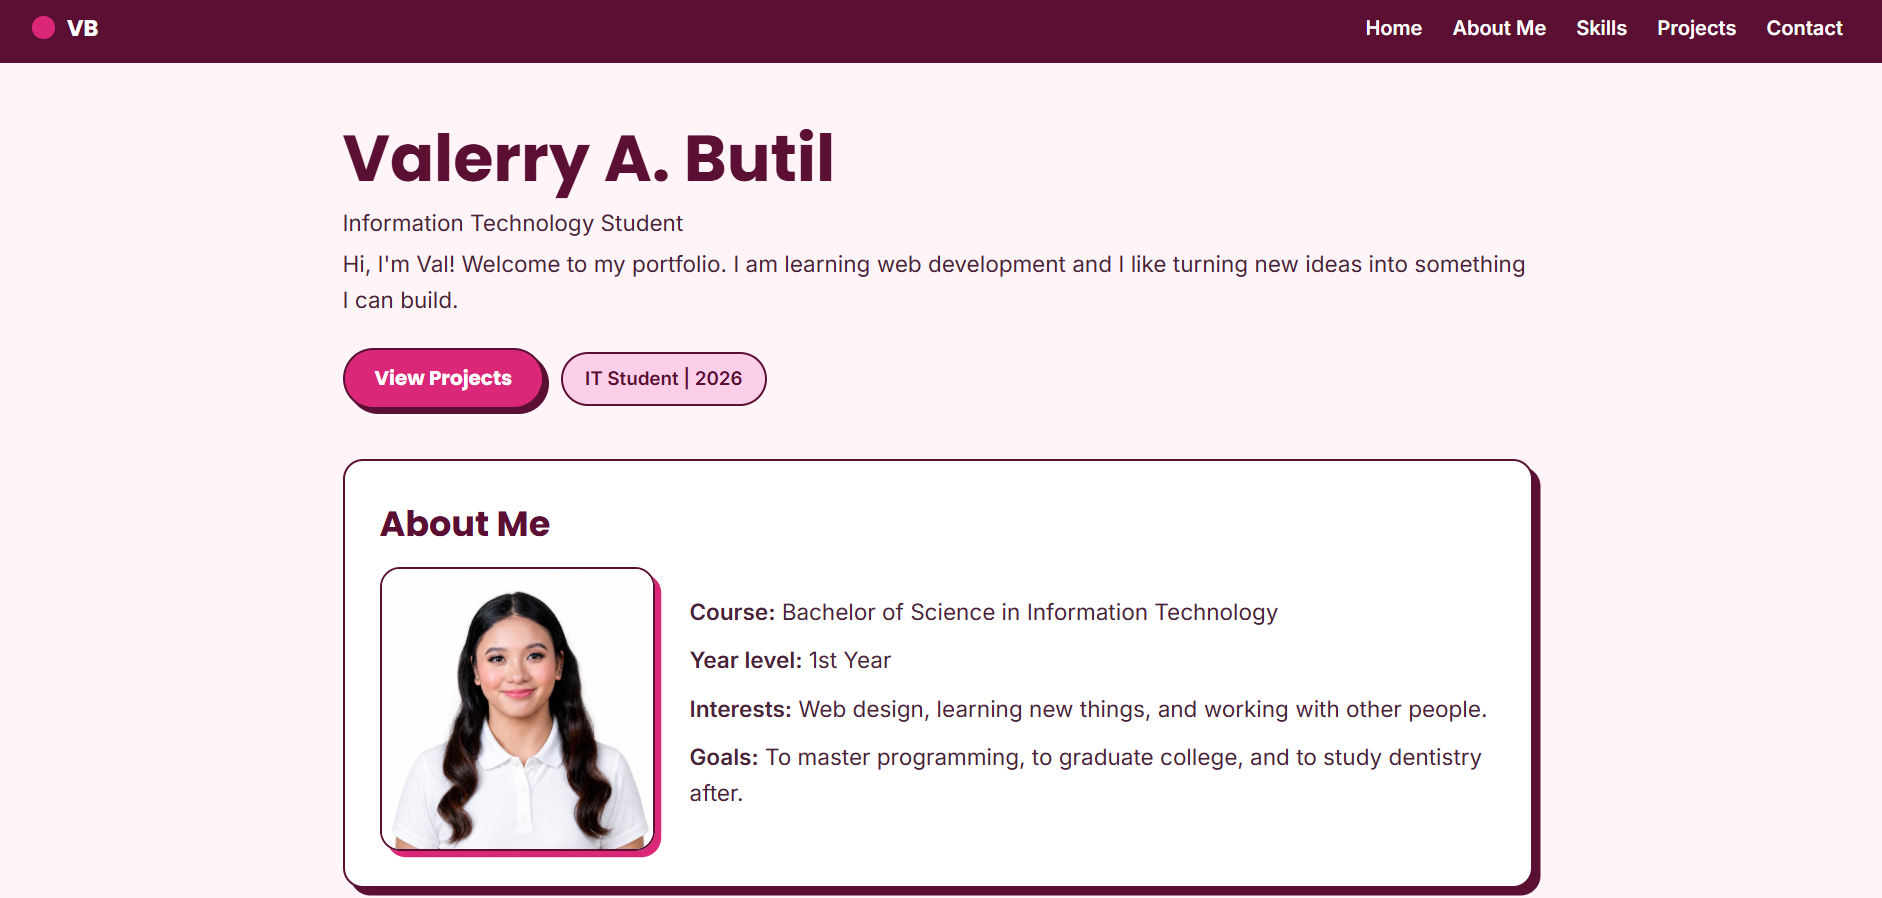 VB
Home About Me Skills Projects Contact
Valerry A. Butil
Information Technology Student
Hi, I'm Val! Welcome to my portfolio. I am learning web development and I like turning new ideas into something
I can build.
View Projects
IT Student | 2026
About Me
Course: Bachelor of Science in Information Technology
Year level: 1st Year
Interests: Web design, learning new things, and working with other people.
Goals: To master programming, to graduate college, and to study dentistry
after.